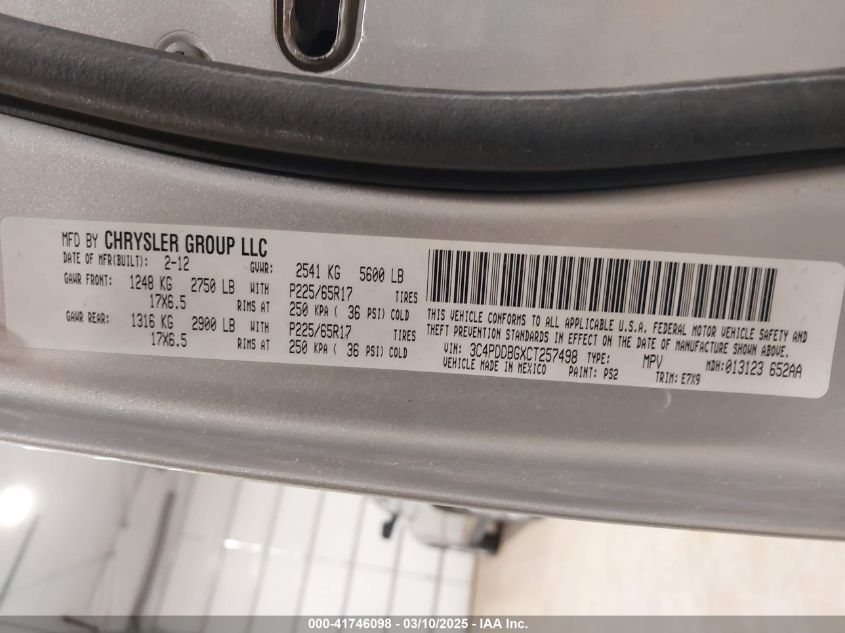 MFD BY CHRYSLER GROUP LLC
DATE OF MFR(BUILT): 2-12 GVWR: 2541 KG 5600 LB
GAWR FRONT: 1248 KG 2750 LB WITH P225/65R17 TIRES
17X6.5 RIMS AT 250 KPA ( 36 PSI) COLD
GAWR REAR: 1316 KG 2900 LB WITH P225/65R17 TIRES
17X6.5 RIMS AT 250 KPA ( 36 PSI) COLD
THIS VEHICLE CONFORMS TO ALL APPLICABLE U.S.A. FEDERAL MOTOR VEHICLE SAFETY AND
THEFT PREVENTION STANDARDS IN EFFECT ON THE DATE OF MANUFACTURE SHOWN ABOVE.
VIN: 3C4PDDBGXCT257498 TYPE: MPV MDH:013123 652AA
VEHICLE MADE IN MEXICO PAINT: PS2 TRIM: E7X9
000-41746098 - 03/10/2025 - IAA Inc.